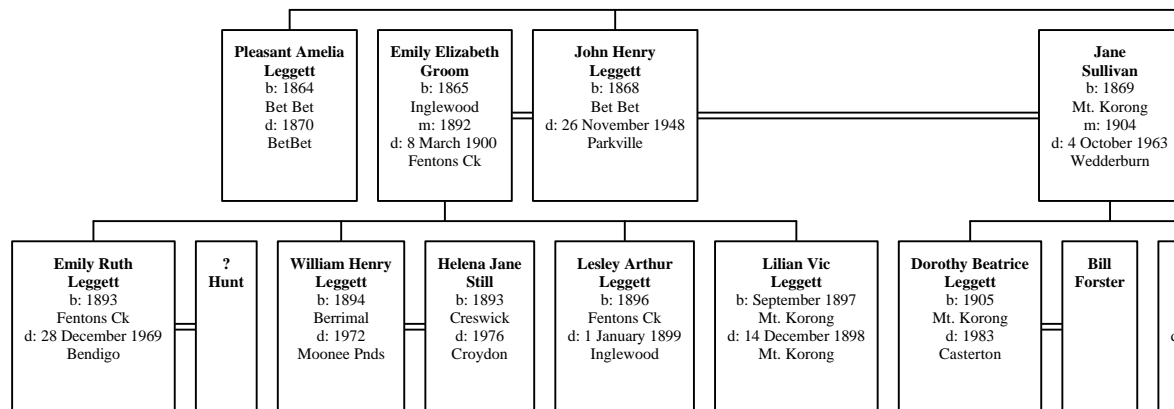 Pleasant Amelia
Leggett
b: 1864
Bet Bet
d: 1870
BetBet
Emily Elizabeth
Groom
b: 1865
Inglewood
m: 1892
d: 8 March 1900
Fentons Ck
John Henry
Leggett
b: 1868
Bet Bet
d: 26 November 1948
Parkville
Jane
Sullivan
b: 1869
Mt. Korong
m: 1904
d: 4 October 1963
Wedderburn
Emily Ruth
Leggett
b: 1893
Fentons Ck
d: 28 December 1969
Bendigo
?
Hunt
William Henry
Leggett
b: 1894
Berrimal
d: 1972
Moonee Pnds
Helena Jane
Still
b: 1893
Creswick
d: 1976
Croydon
Lesley Arthur
Leggett
b: 1896
Fentons Ck
d: 1 January 1899
Inglewood
Lilian Vic
Leggett
b: September 1897
Mt. Korong
d: 14 December 1898
Mt. Korong
Dorothy Beatrice
Leggett
b: 1905
Mt. Korong
d: 1983
Casterton
Bill
Forster